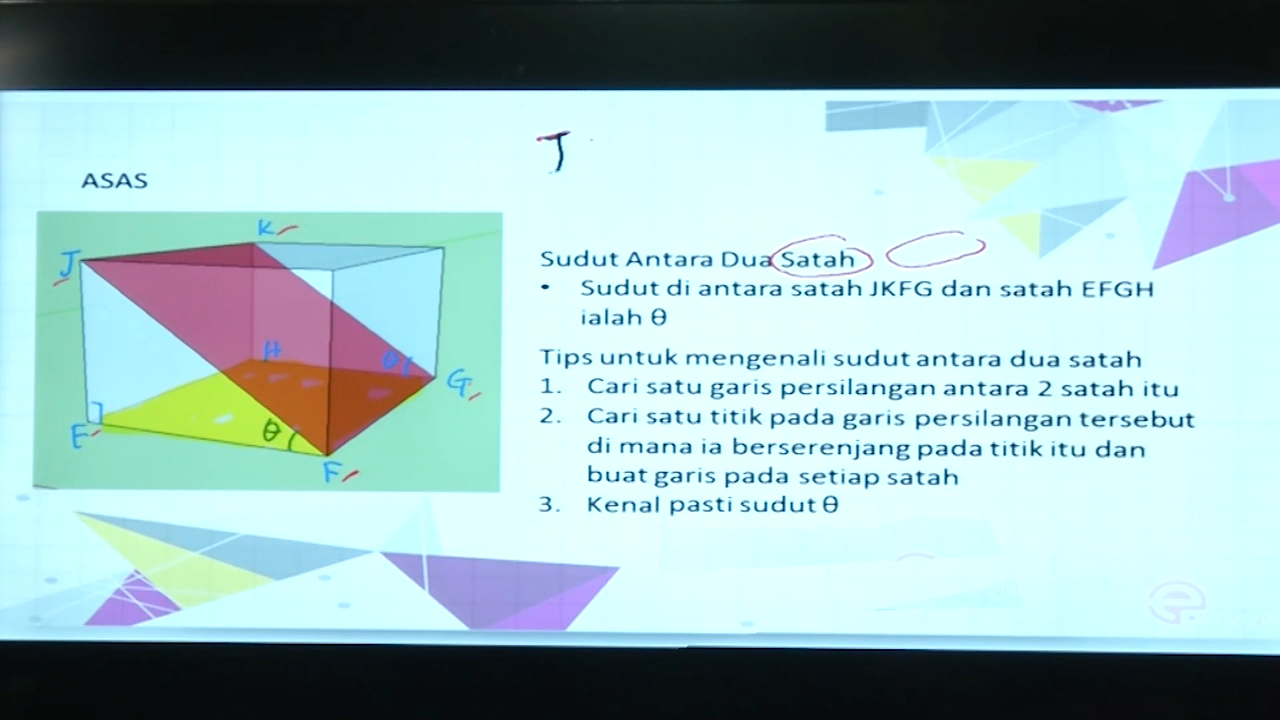 J
ASAS
K
J
H
θ
G
E
θ
F
Sudut Antara Dua Satah
• Sudut di antara satah JKFG dan satah EFGH
ialah θ
Tips untuk mengenali sudut antara dua satah
1. Cari satu garis persilangan antara 2 satah itu
2. Cari satu titik pada garis persilangan tersebut
di mana ia berserenjang pada titik itu dan
buat garis pada setiap satah
3. Kenal pasti sudut θ